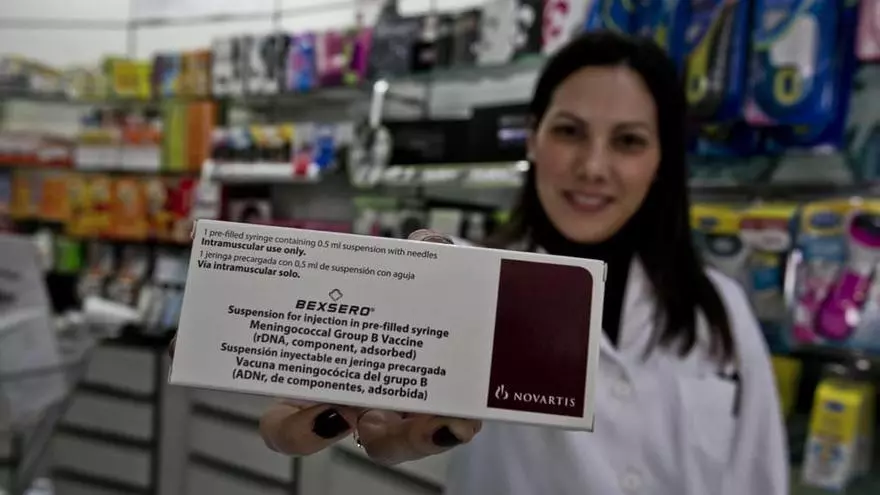 1 pre-filled syringe containing 0.5 ml suspension with needles
Intramuscular use only.
1 jeringa precargada con 0,5 ml de suspensión con aguja
Vía intramuscular solo.
BEXSERO®
Suspension for injection in pre-filled syringe
Meningococcal Group B Vaccine
(rDNA, component, adsorbed)
Suspensión inyectable en jeringa precargada
Vacuna meningocócica del grupo B
(ADNr, de componentes, adsorbida)
NOVARTIS